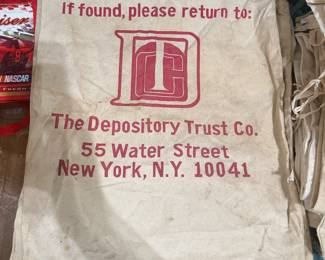 If found, please return to:
DTC
The Depository Trust Co.
55 Water Street
New York, N.Y. 10041
NASCAR